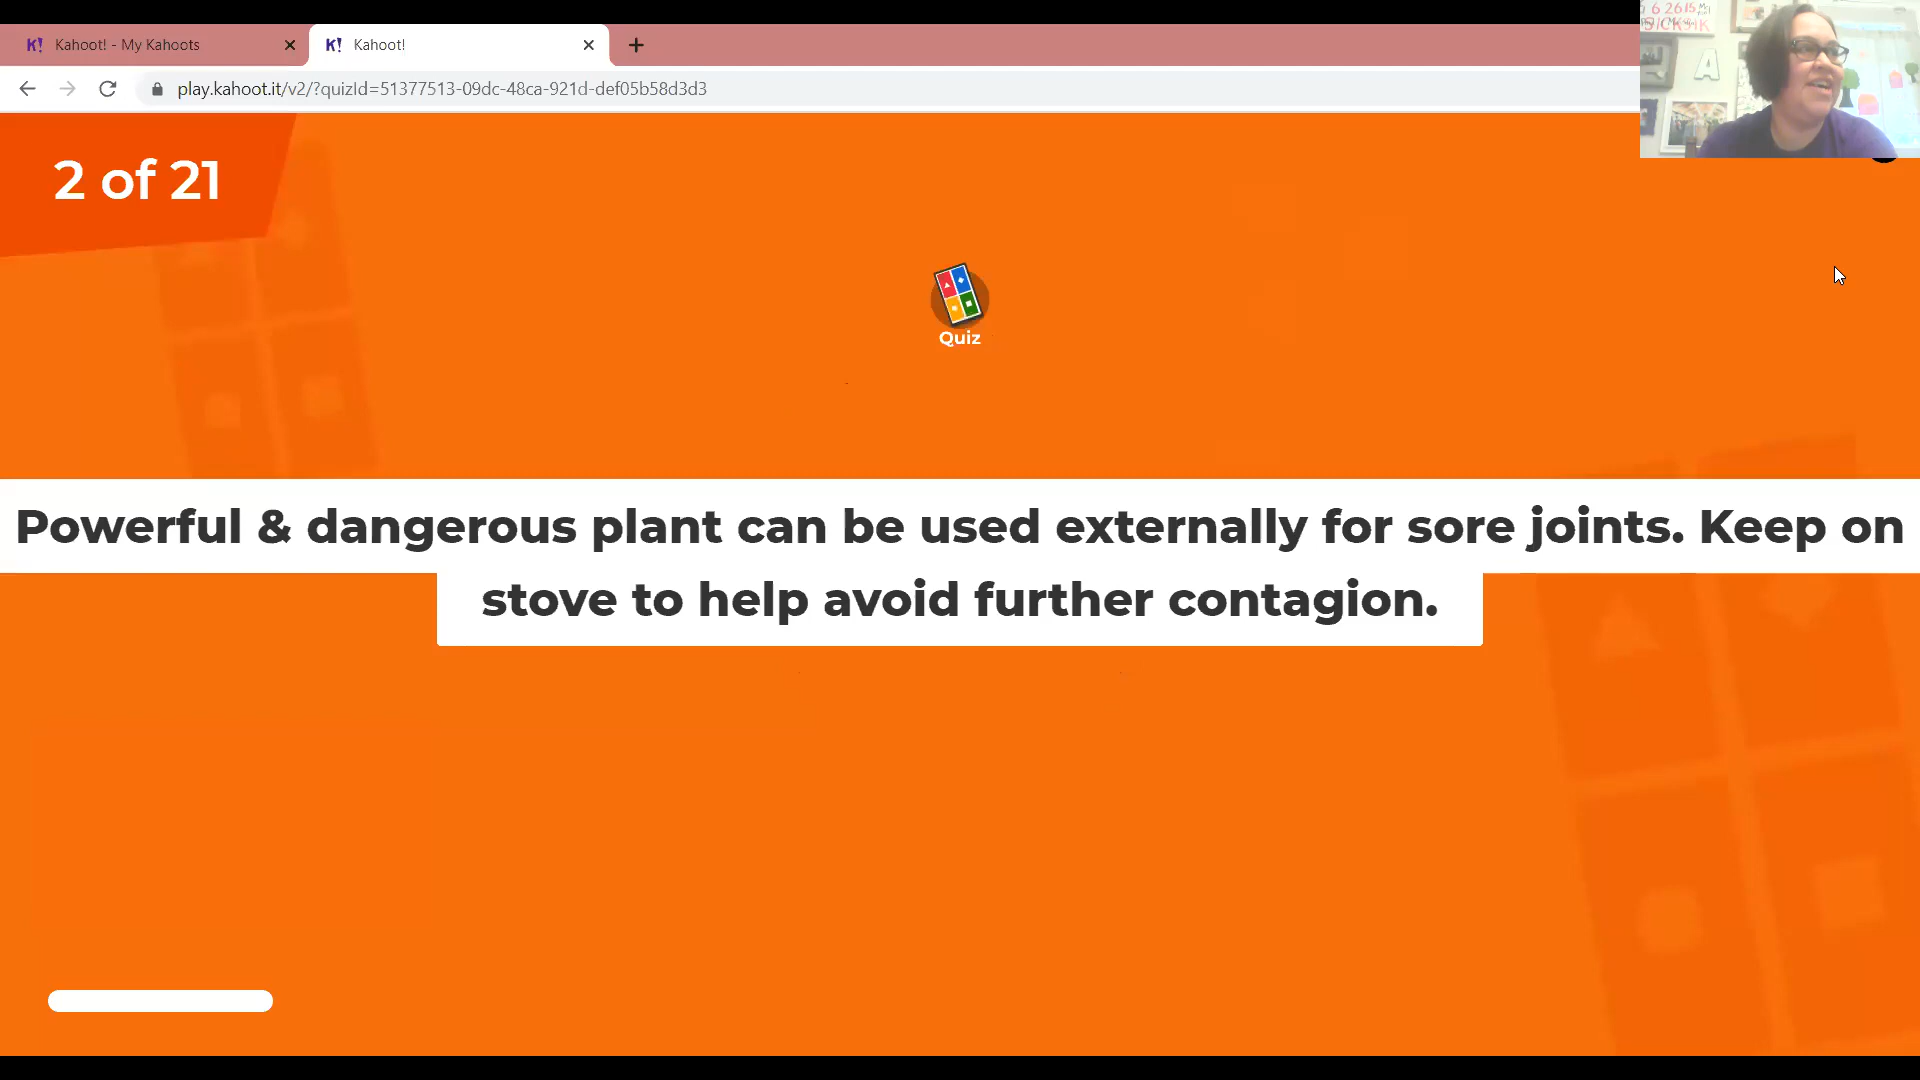 Kahoot! - My Kahoots
Kahoot!
play.kahoot.it/v2/?quizId=51377513-09dc-48ca-921d-def05b58d3d3
2 of 21
Quiz
Powerful & dangerous plant can be used externally for sore joints. Keep on
stove to help avoid further contagion.